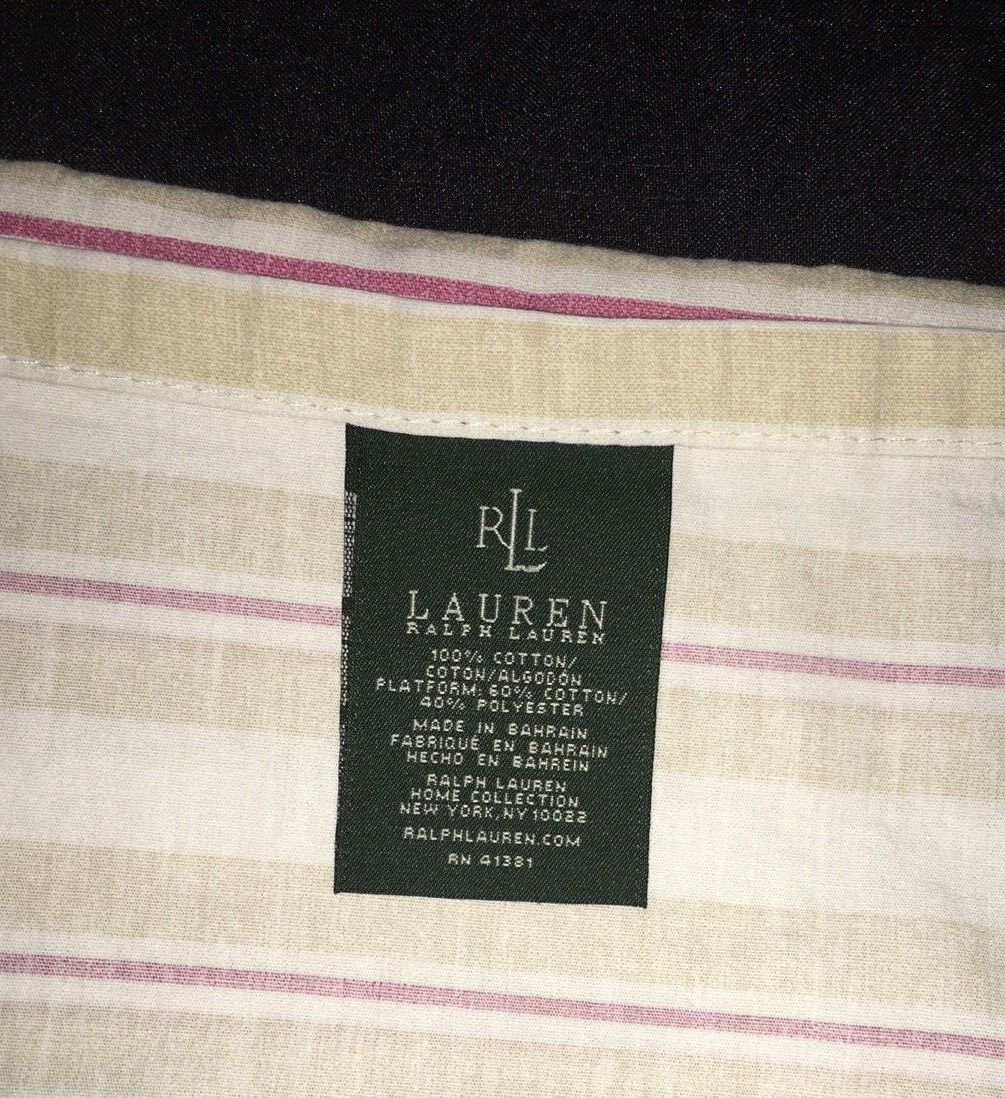 RLL
LAUREN
RALPH LAUREN
100% COTTON/
COTON/ALGODÓN
PLATFORM: 60% COTTON/
40% POLYESTER
MADE IN BAHRAIN
FABRIQUÉ EN BAHRAIN
HECHO EN BAHREIN
RALPH LAUREN
HOME COLLECTION
NEW YORK, NY 10022
RALPHLAUREN.COM
RN 41381